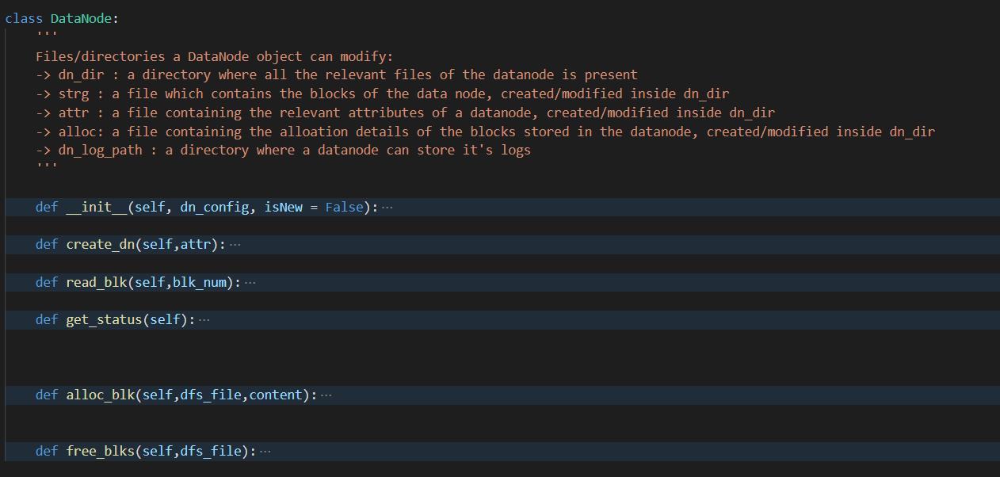 class DataNode:
    '''
    Files/directories a DataNode object can modify:
    -> dn_dir : a directory where all the relevant files of the datanode is present
    -> strg : a file which contains the blocks of the data node, created/modified inside dn_dir
    -> attr : a file containing the relevant attributes of a datanode, created/modified inside dn_dir
    -> alloc: a file containing the alloation details of the blocks stored in the datanode, created/modified inside dn_dir
    -> dn_log_path : a directory where a datanode can store it's logs
    '''
    def __init__(self, dn_config, isNew = False):···
    def create_dn(self,attr):···
    def read_blk(self,blk_num):···
    def get_status(self):···
    def alloc_blk(self,dfs_file,content):···
    def free_blks(self,dfs_file):···